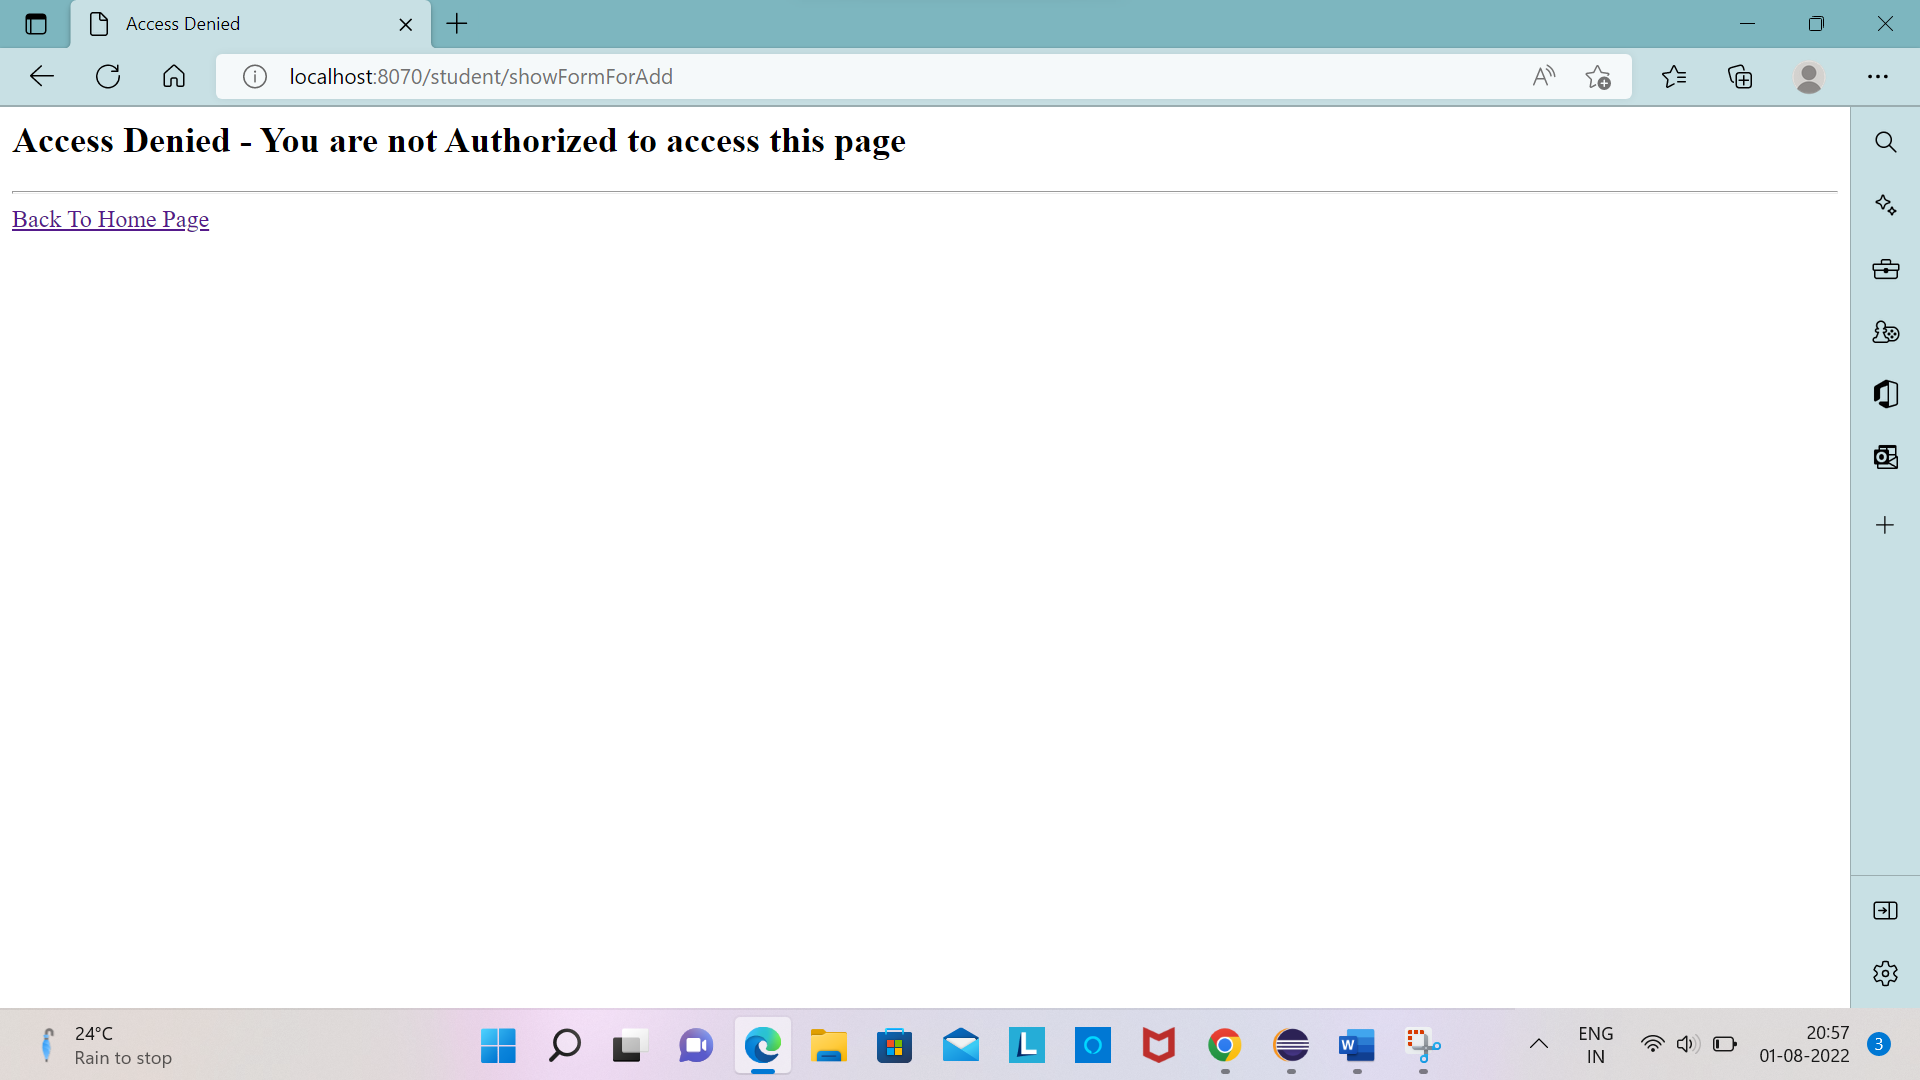 Access Denied
localhost:8070/student/showFormForAdd
Access Denied - You are not Authorized to access this page
Back To Home Page
24°C
Rain to stop
ENG
IN
20:57
01-08-2022
3